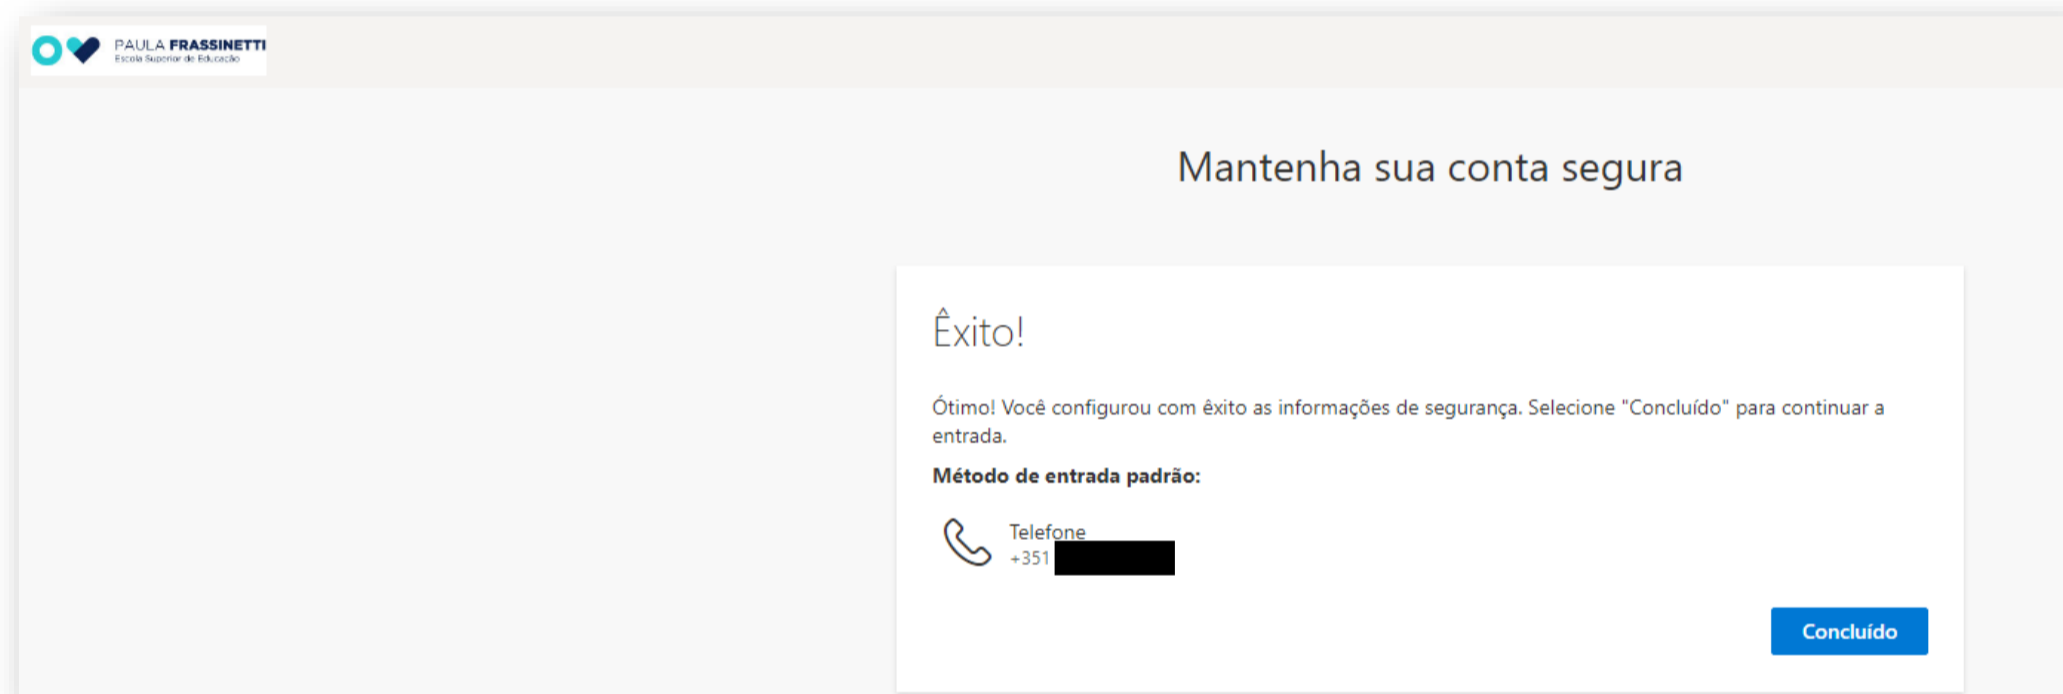 PAULA FRASSINETTI
Escola Superior de Educação
Mantenha sua conta segura
Êxito!
Ótimo! Você configurou com êxito as informações de segurança. Selecione "Concluído" para continuar a
entrada.
Método de entrada padrão:
Telefone
+351
Concluído